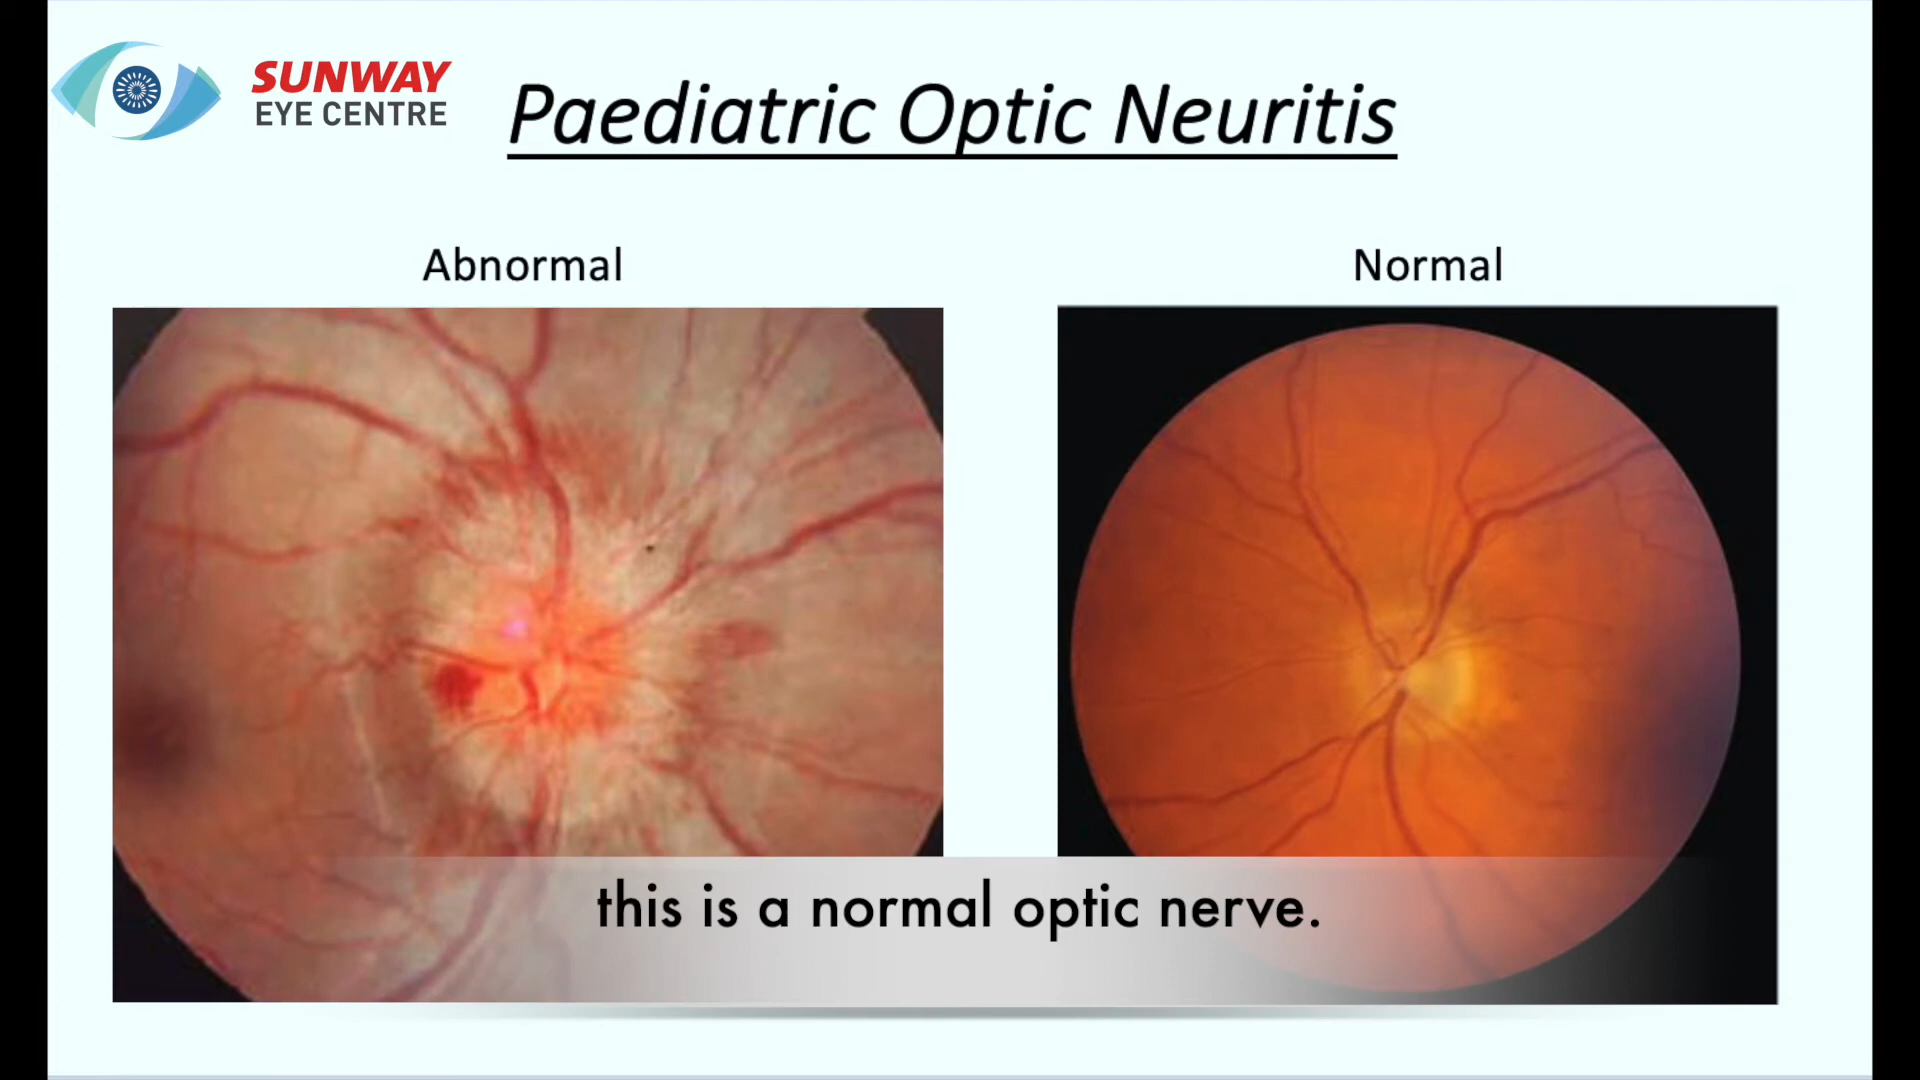 SUNWAY
EYE CENTRE
Paediatric Optic Neuritis
Abnormal
Normal
this is a normal optic nerve.